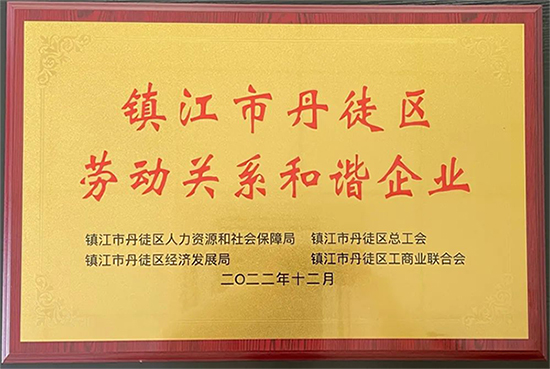 镇江市丹徒区
劳动关系和谐企业
镇江市丹徒区人力资源和社会保障局 镇江市丹徒区总工会
镇江市丹徒区经济发展局 镇江市丹徒区工商业联合会
二〇二二年十二月